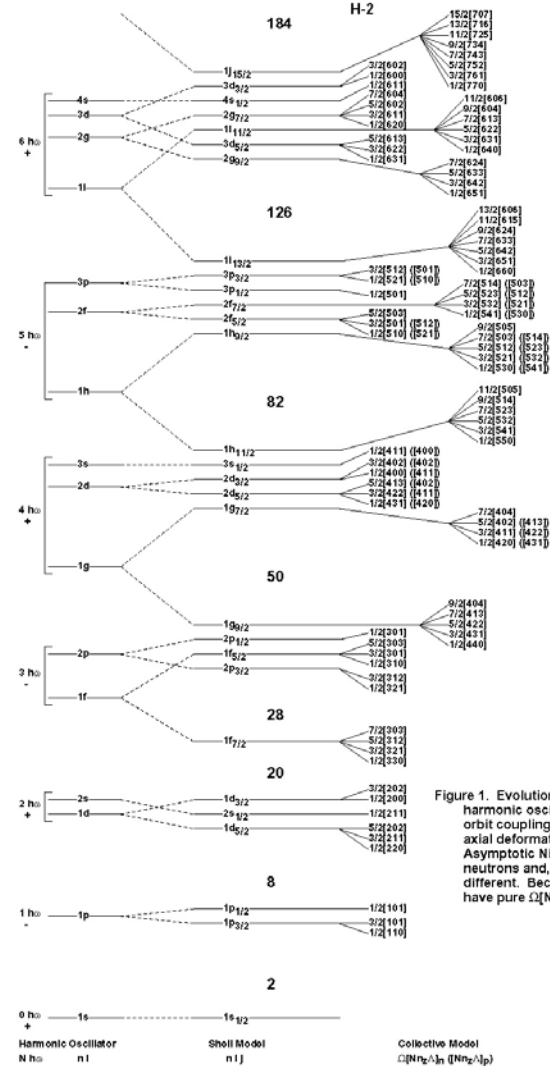 H-2
184
15/2[707]
13/2[716]
11/2[725]
9/2[734]
7/2[743]
5/2[752]
3/2[761]
1/2[770]
1j15/2
3d3/2
3/2[602]
1/2[600]
4s
4s1/2
1/2[611]
3d
2g7/2
7/2[604]
5/2[602]
3/2[611]
1/2[620]
6 hω
+
2g
1i11/2
11/2[606]
9/2[604]
7/2[613]
5/2[622]
3/2[631]
1/2[640]
3d5/2
5/2[613]
3/2[622]
1/2[631]
2g9/2
7/2[624]
5/2[633]
3/2[642]
1/2[651]
1i
126
13/2[606]
11/2[615]
9/2[624]
7/2[633]
5/2[642]
3/2[651]
1/2[660]
1i13/2
3p
3p3/2
3/2[512] ([501]
1/2[521] ([510]
3p1/2
1/2[501]
2f
2f7/2
7/2[514] ([503]
5/2[523] ([512]
3/2[532] ([521]
1/2[541] ([530]
2f5/2
5/2[503]
3/2[501] ([512]
1/2[510] ([521]
5 hω
-
1h9/2
9/2[505]
7/2[503] ([514]
5/2[512] ([523]
3/2[521] ([532]
1/2[530] ([541]
1h
82
11/2[505]
9/2[514]
7/2[523]
5/2[532]
3/2[541]
1/2[550]
1h11/2
3s
3s1/2
1/2[411] ([400]
2d
2d3/2
3/2[402] ([402]
1/2[400] ([411]
2d5/2
5/2[413] ([402]
3/2[422] ([411]
1/2[431] ([420]
4 hω
+
1g7/2
7/2[404]
5/2[402] ([413]
3/2[411] ([422]
1/2[420] ([431]
1g
50
9/2[404]
7/2[413]
5/2[422]
3/2[431]
1/2[440]
1g9/2
2p1/2
1/2[301]
2p
1f5/2
5/2[303]
3/2[301]
1/2[310]
3 hω
-
2p3/2
3/2[312]
1/2[321]
1f
28
1f7/2
7/2[303]
5/2[312]
3/2[321]
1/2[330]
20
2 hω
+
2s
1d3/2
3/2[202]
1/2[200]
1d
2s1/2
1/2[211]
1d5/2
5/2[202]
3/2[211]
1/2[220]
Figure 1. Evolution
harmonic osci
orbit coupling
axial deformat
Asymptotic Ni
neutrons and,
different. Bec
have pure Ω[N
8
1 hω
-
1p
1p1/2
1/2[101]
1p3/2
3/2[101]
1/2[110]
2
0 hω
+
1s
1s1/2
Harmonic Oscillator Shell Model Collective Model
N hω n l n l j Ω[NnzΛ]n ([NnzΛ]p)